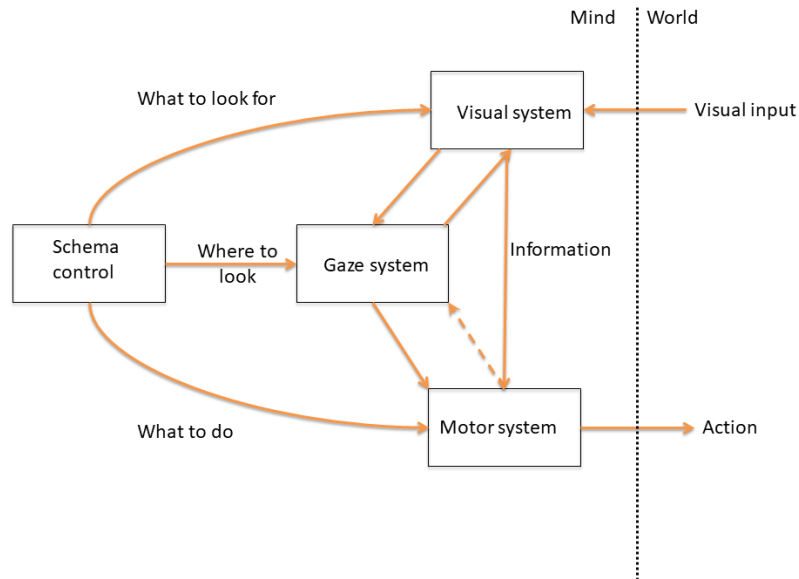 Mind
World
What to look for
Visual system
Visual input
Schema
control
Where to
look
Gaze system
Information
What to do
Motor system
Action